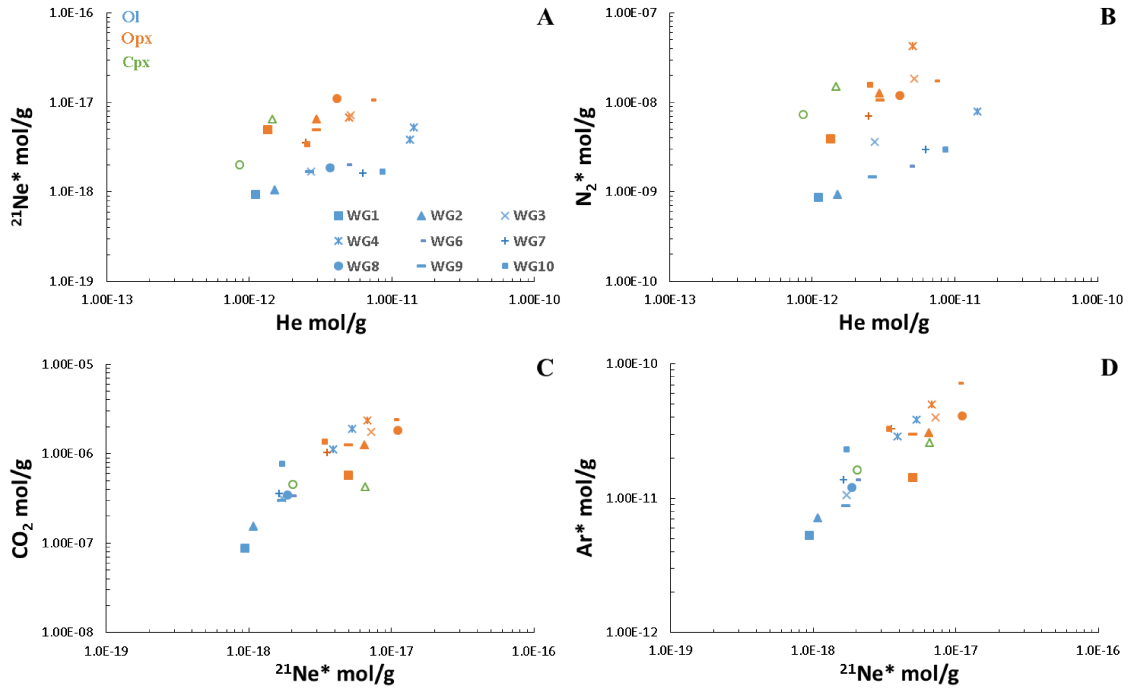 A
Ol
Opx
Cpx
1.0E-16
1.0E-17
1.0E-18
1.0E-19
21Ne* mol/g
1.00E-13
1.00E-12
1.00E-11
1.00E-10
He mol/g
WG1
WG2
WG3
WG4
WG6
WG7
WG8
WG9
WG10
B
1.0E-07
1.0E-08
1.0E-09
1.0E-10
N2* mol/g
1.00E-13
1.00E-12
1.00E-11
1.00E-10
He mol/g
C
1.00E-05
1.00E-06
1.00E-07
1.00E-08
CO2 mol/g
1.0E-19
1.0E-18
1.0E-17
1.0E-16
21Ne* mol/g
D
1.00E-10
1.00E-11
1.00E-12
Ar* mol/g
1.0E-19
1.0E-18
1.0E-17
1.0E-16
21Ne* mol/g